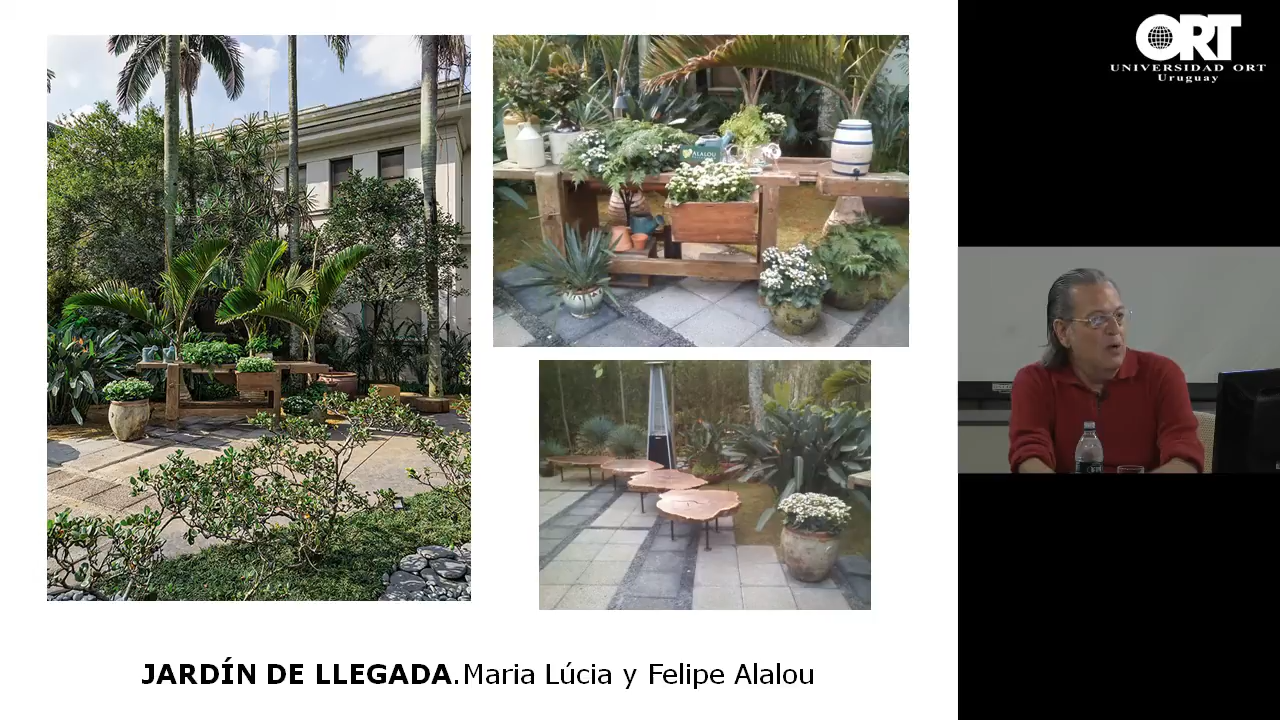 ORT
UNIVERSIDAD ORT
Uruguay
ALALOU
JARDÍN DE LLEGADA.Maria Lúcia y Felipe Alalou